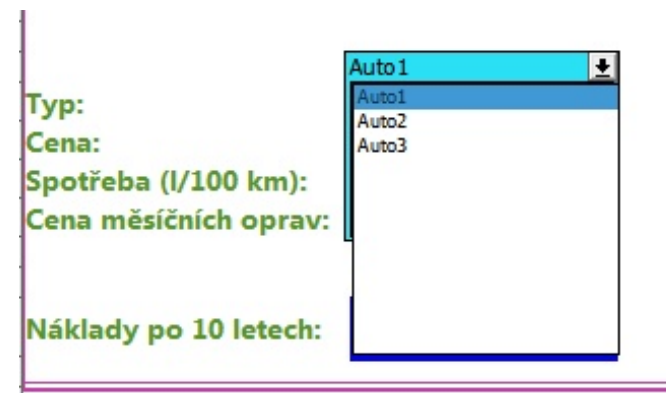 Auto1
Auto1
Typ:
Auto2
Cena:
Auto3
Spotřeba (l/100 km):
Cena měsíčních oprav:
Náklady po 10 letech: